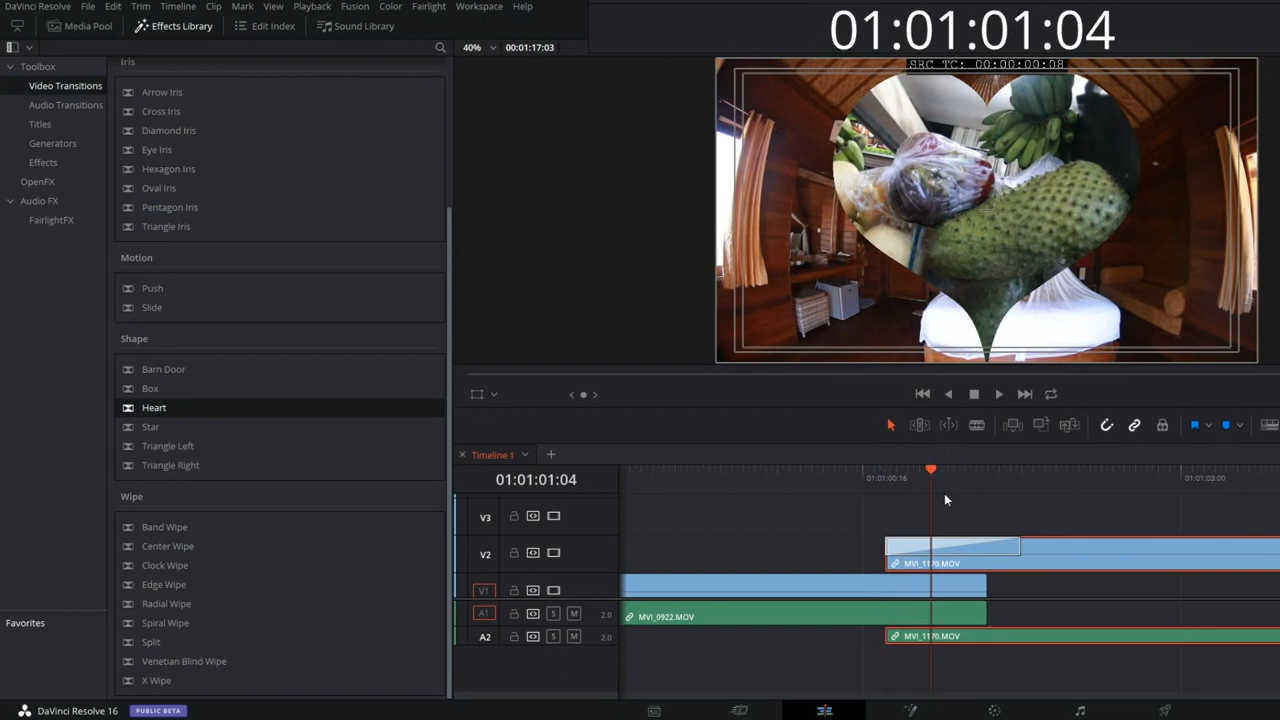 DaVinci Resolve File Edit Trim Timeline Clip Mark View Playback Fusion Color Fairlight Workspace Help
Media Pool Effects Library Edit Index Sound Library
01:01:01:04
40% 00:01:17:03
SRC TC: 00:00:00:08
Toolbox
Video Transitions
Audio Transitions
Titles
Generators
Effects
OpenFX
Audio FX
FairlightFX
Favorites
Iris
Arrow Iris
Cross Iris
Diamond Iris
Eye Iris
Hexagon Iris
Oval Iris
Pentagon Iris
Triangle Iris
Motion
Push
Slide
Shape
Barn Door
Box
Heart
Star
Triangle Left
Triangle Right
Wipe
Band Wipe
Center Wipe
Clock Wipe
Edge Wipe
Radial Wipe
Spiral Wipe
Split
Venetian Blind Wipe
X Wipe
Timeline 1
01:01:01:04
01:01:00:16 01:01:03:00
V3
V2 MVI_1170.MOV
V1
A1 S M 2.0 MVI_0922.MOV
A2 S M 2.0 MVI_1170.MOV
DaVinci Resolve 16 PUBLIC BETA